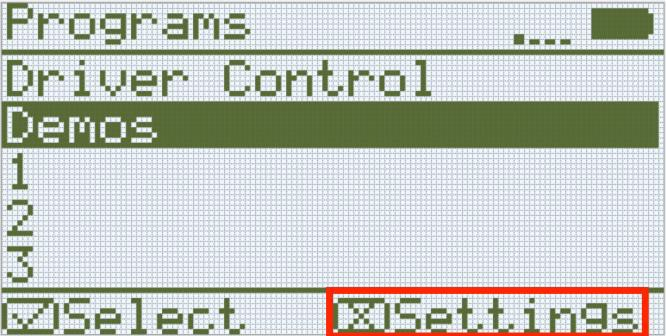 Programs
Driver Control
Demos
1
2
3
Select Settings